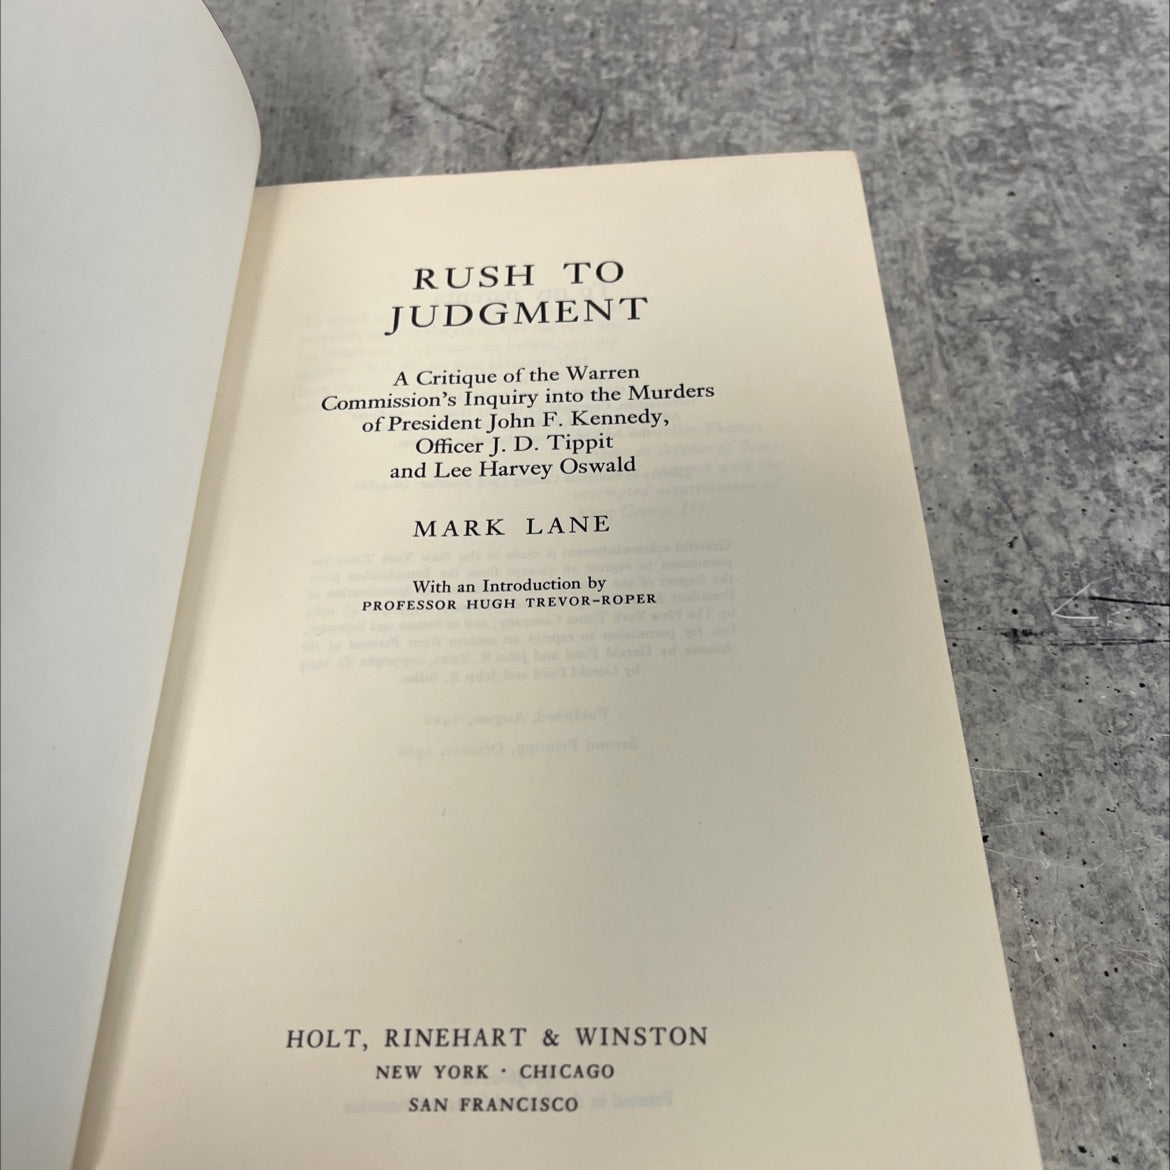 RUSH TO
JUDGMENT
A Critique of the Warren
Commission's Inquiry into the Murders
of President John F. Kennedy,
Officer J. D. Tippit
and Lee Harvey Oswald
MARK LANE
With an Introduction by
PROFESSOR HUGH TREVOR-ROPER
HOLT, RINEHART & WINSTON
NEW YORK · CHICAGO
SAN FRANCISCO